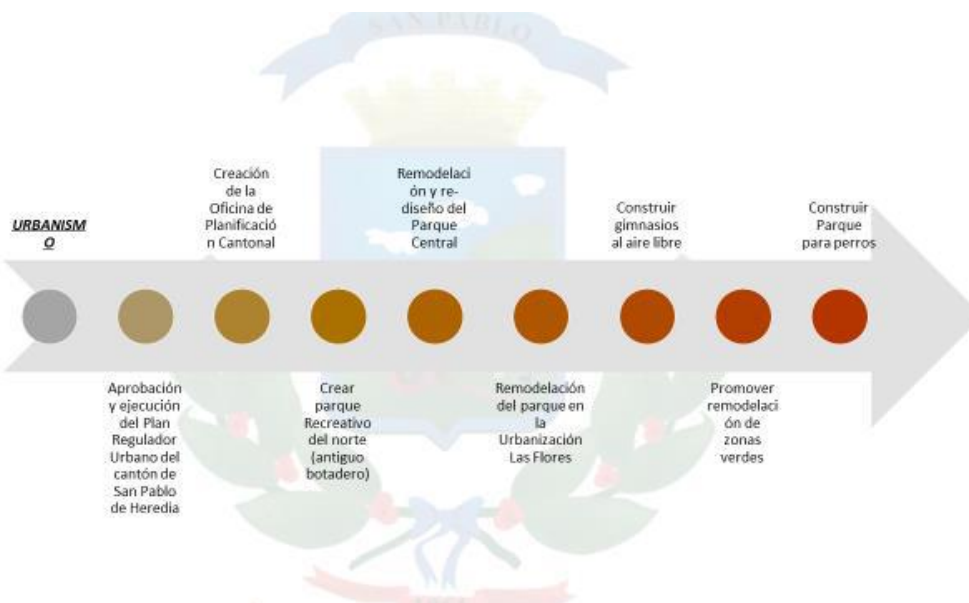 SAN PABLO
URBANISM
O
Aprobación
y ejecución
del Plan
Regulador
Urbano del
cantón de
San Pablo
de Heredia
Creación
de la
Oficina de
Planificació
n Cantonal
Crear
parque
Recreativo
del norte
(antiguo
botadero)
Remodelaci
ón y re-
diseño del
Parque
Central
Remodelación
del parque en
la
Urbanización
Las Flores
Construir
gimnasios
al aire libre
Promover
remodelaci
ón de
zonas
verdes
Construir
Parque
para perros